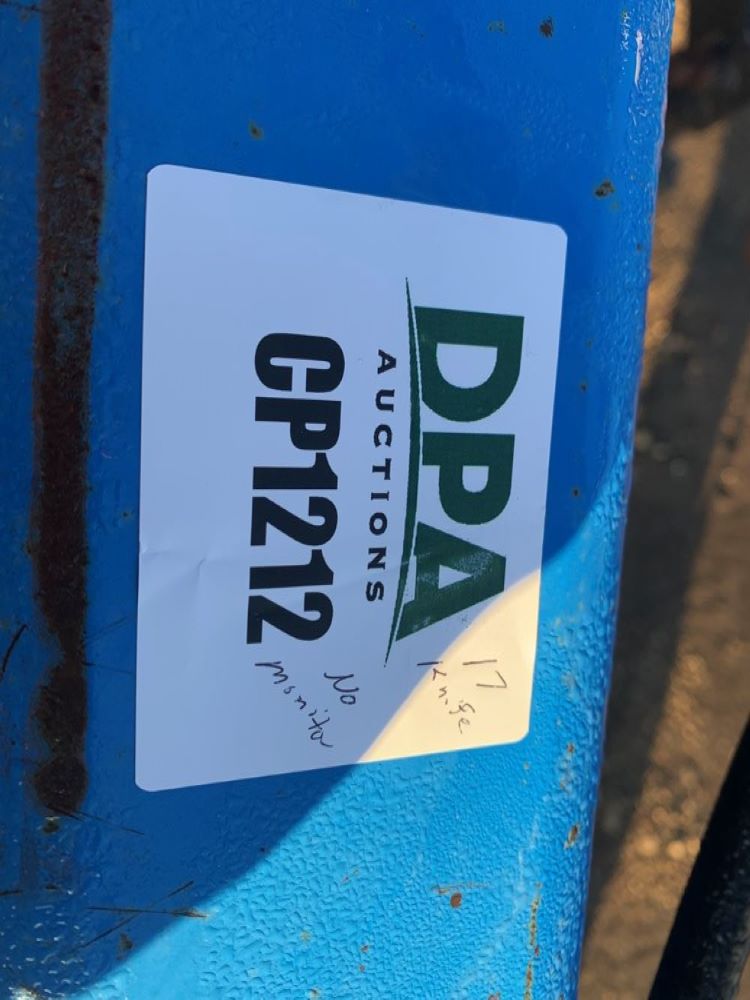 DPA
AUCTIONS
CP1212
17
Knife
No
Monitor